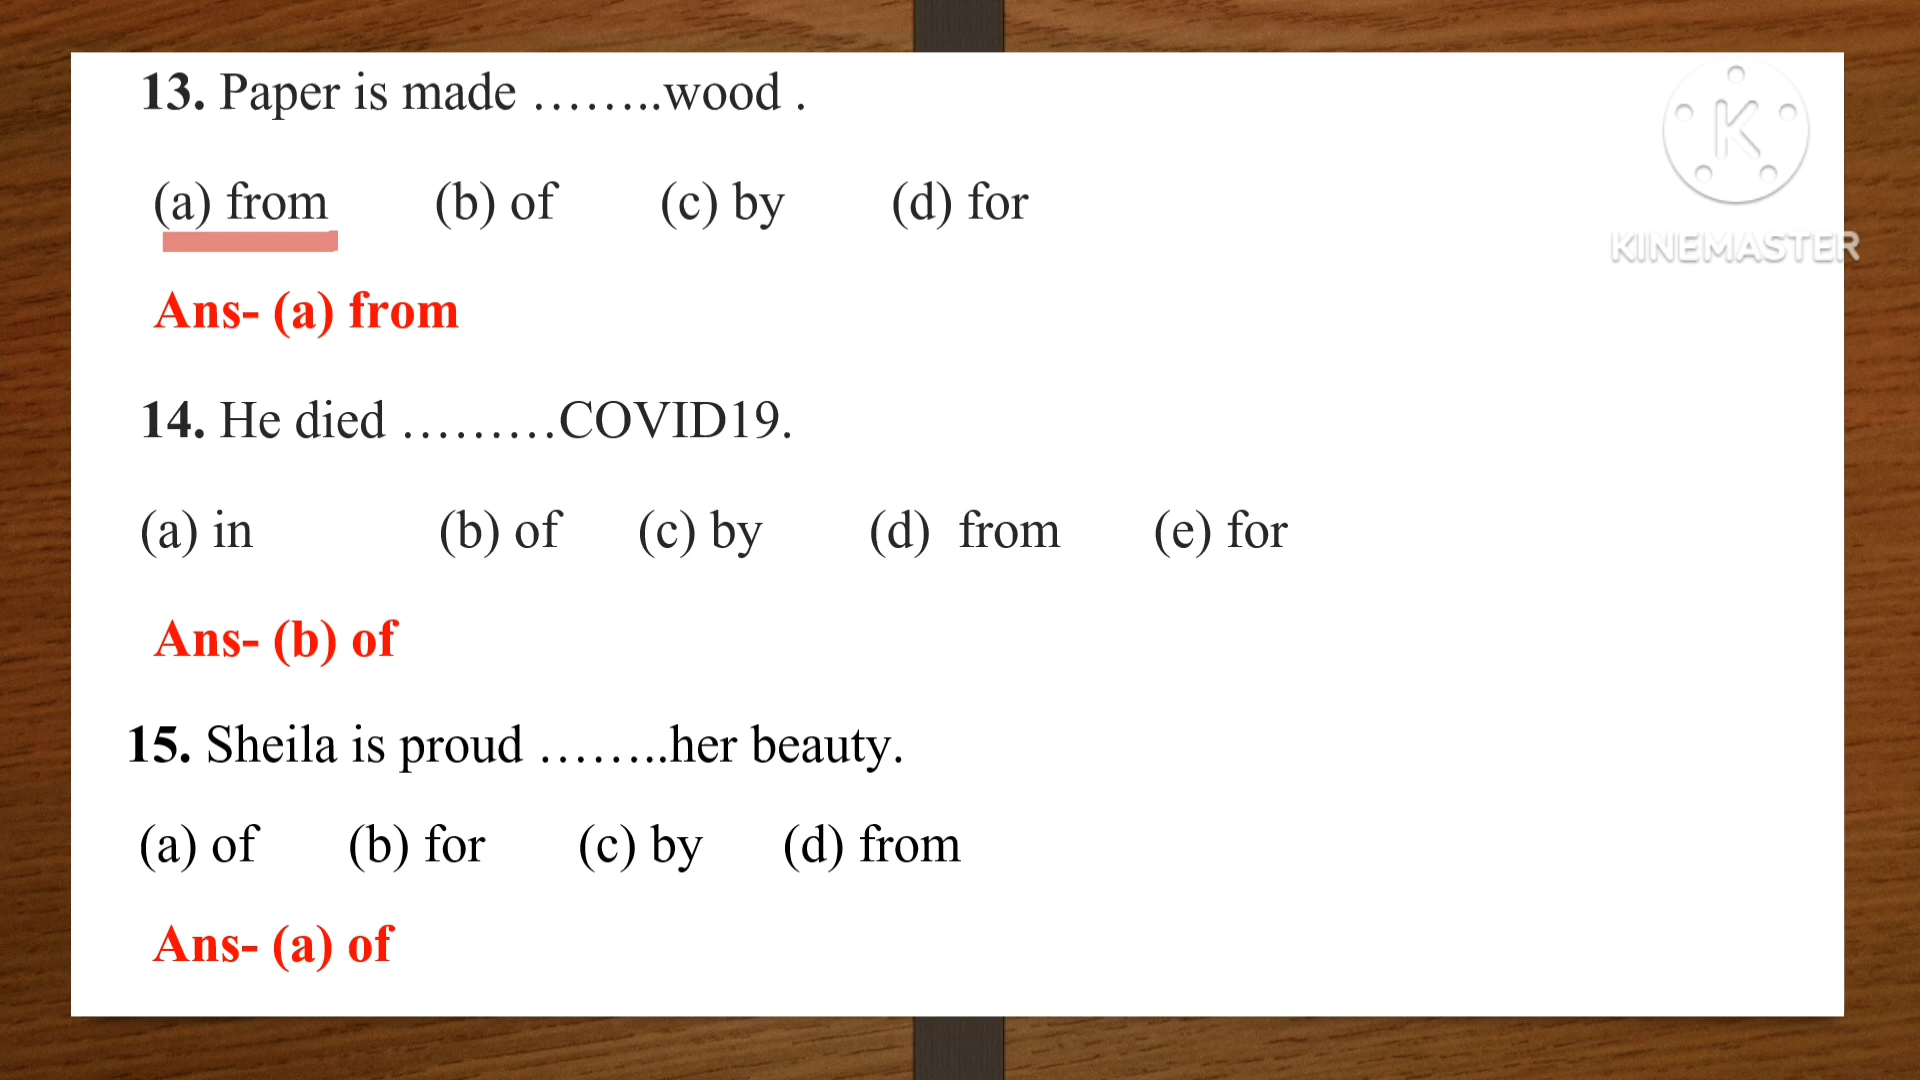 13. Paper is made ……..wood .
K
(a) from (b) of (c) by (d) for
KINEMASTER
Ans- (a) from
14. He died ………COVID19.
(a) in (b) of (c) by (d) from (e) for
Ans- (b) of
15. Sheila is proud ……..her beauty.
(a) of (b) for (c) by (d) from
Ans- (a) of